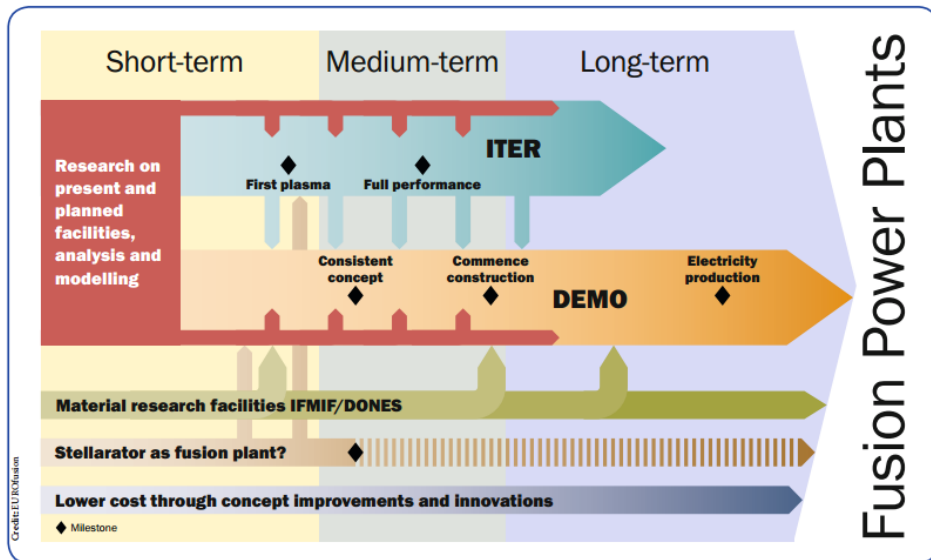 Short-term
Medium-term
Long-term
Fusion Power Plants
Research on
present and
planned
facilities,
analysis and
modelling
ITER
First plasma
Full performance
Consistent
concept
Commence
construction
Electricity
production
DEMO
Material research facilities IFMIF/DONES
Stellarator as fusion plant?
Lower cost through concept improvements and innovations
Milestone
Credit: EUROfusion